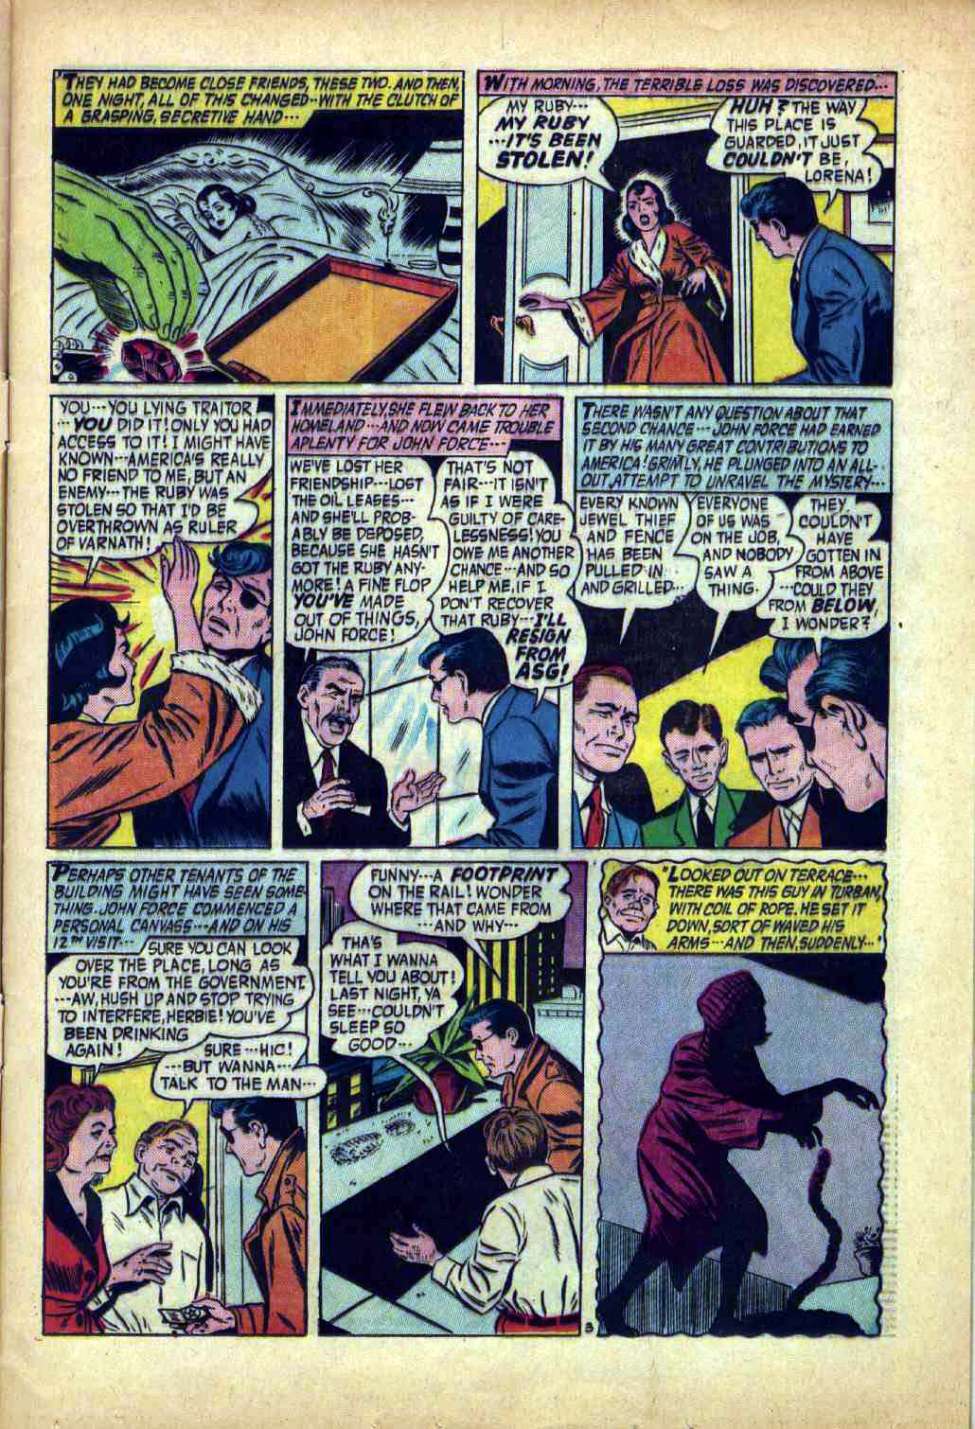 THEY HAD BECOME CLOSE FRIENDS, THESE TWO. AND THEN,
ONE NIGHT, ALL OF THIS CHANGED--WITH THE CLUTCH OF
A GRASPING, SECRETIVE HAND---
WITH MORNING, THE TERRIBLE LOSS WAS DISCOVERED---
MY RUBY---
MY RUBY
---IT'S BEEN
STOLEN!
HUH? THE WAY
THIS PLACE IS
GUARDED, IT JUST
COULDN'T BE,
LORENA!
YOU---YOU LYING TRAITOR
---YOU DID IT! ONLY YOU HAD
ACCESS TO IT! I MIGHT HAVE
KNOWN---AMERICA'S REALLY
NO FRIEND TO ME, BUT AN
ENEMY---THE RUBY WAS
STOLEN SO THAT I'D BE
OVERTHROWN AS RULER
OF VARNATH!
IMMEDIATELY, SHE FLEW BACK TO HER
HOMELAND---AND NOW CAME TROUBLE
APLENTY FOR JOHN FORCE---
WE'VE LOST HER
FRIENDSHIP---LOST
THE OIL LEASES---
AND SHE'LL PROB-
ABLY BE DEPOSED,
BECAUSE SHE HASN'T
GOT THE RUBY ANY-
MORE! A FINE FLOP
YOU'VE MADE
OUT OF THINGS,
JOHN FORCE!
THAT'S NOT
FAIR---IT ISN'T
AS IF I WERE
GUILTY OF CARE-
LESSNESS! YOU
OWE ME ANOTHER
CHANCE---AND SO
HELP ME, IF I
DON'T RECOVER
THAT RUBY---I'LL
RESIGN
FROM
ASG!
THERE WASN'T ANY QUESTION ABOUT THAT
SECOND CHANCE---JOHN FORCE HAD EARNED
IT BY HIS MANY GREAT CONTRIBUTIONS TO
AMERICA! GRIMLY, HE PLUNGED INTO AN ALL-
OUT ATTEMPT TO UNRAVEL THE MYSTERY---
EVERY KNOWN
JEWEL THIEF
AND FENCE
HAS BEEN
PULLED IN
AND GRILLED---
EVERYONE
OF US WAS
ON THE JOB,
AND NOBODY
SAW A
THING.
THEY
COULDN'T
HAVE
GOTTEN IN
FROM ABOVE
---COULD THEY
FROM BELOW,
I WONDER?
PERHAPS OTHER TENANTS OF THE
BUILDING MIGHT HAVE SEEN SOME-
THING. JOHN FORCE COMMENCED A
PERSONAL CANVASS---AND ON HIS
12TH VISIT---
SURE YOU CAN LOOK
OVER THE PLACE, LONG AS
YOU'RE FROM THE GOVERNMENT.
---AW, HUSH UP AND STOP TRYING
TO INTERFERE, HERBIE! YOU'VE
BEEN DRINKING
AGAIN!
SURE---HIC!
---BUT WANNA---
TALK TO THE MAN---
FUNNY---A FOOTPRINT
ON THE RAIL! WONDER
WHERE THAT CAME FROM
---AND WHY---
THA'S
WHAT I WANNA
TELL YOU ABOUT!
LAST NIGHT, YA
SEE---COULDN'T
SLEEP SO
GOOD---
3
"LOOKED OUT ON TERRACE---
THERE WAS THIS GUY IN TURBAN,
WITH COIL OF ROPE. HE SET IT
DOWN, SORT OF WAVED HIS
ARMS---AND THEN, SUDDENLY---"